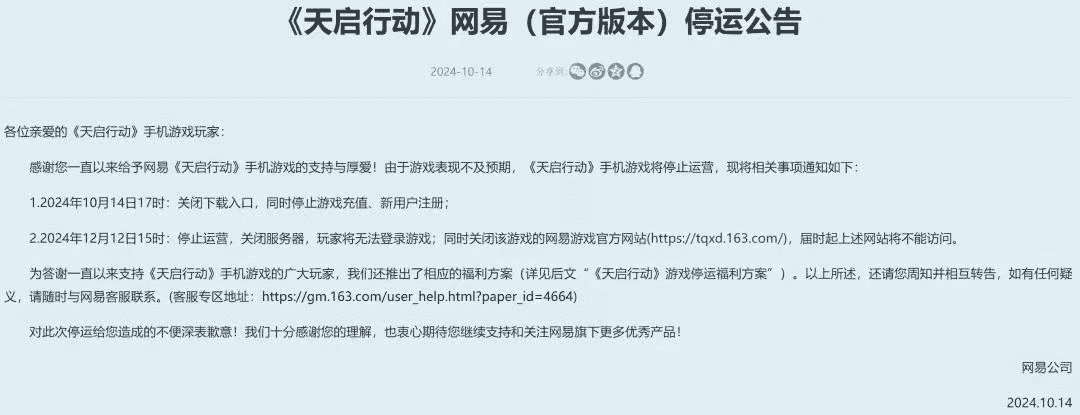 《天启行动》网易（官方版本）停运公告
2024-10-14 分享到:
各位亲爱的《天启行动》手机游戏玩家：
感谢您一直以来给予网易《天启行动》手机游戏的支持与厚爱！由于游戏表现不及预期，《天启行动》手机游戏将停止运营，现将相关事项通知如下：
1.2024年10月14日17时：关闭下载入口，同时停止游戏充值、新用户注册；
2.2024年12月12日15时：停止运营，关闭服务器，玩家将无法登录游戏；同时关闭该游戏的网易游戏官方网站(https://tqxd.163.com/)，届时起上述网站将不能访问。
为答谢一直以来支持《天启行动》手机游戏的广大玩家，我们还推出了相应的福利方案（详见后文“《天启行动》游戏停运福利方案”）。以上所述，还请您周知并相互转告，如有任何疑
义，请随时与网易客服联系。(客服专区地址：https://gm.163.com/user_help.html?paper_id=4664)
对此次停运给您造成的不便深表歉意！我们十分感谢您的理解，也衷心期待您继续支持和关注网易旗下更多优秀产品！
网易公司
2024.10.14